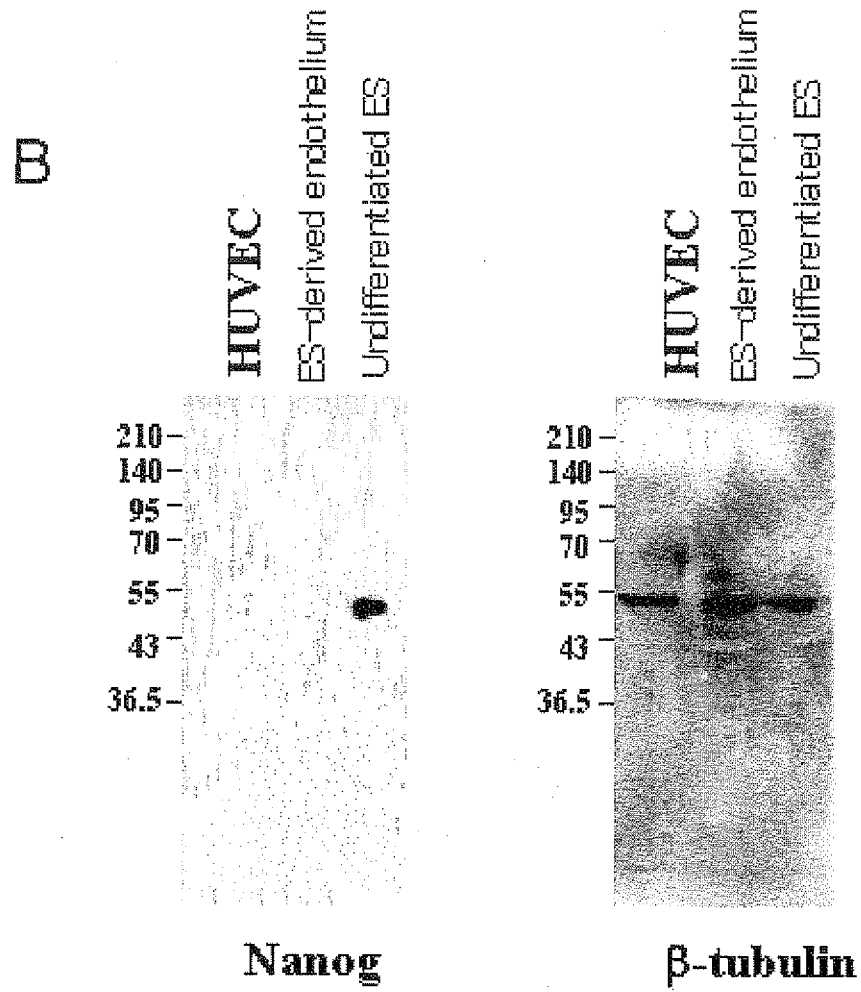 B
HUVEC
ES-derived endothelium
Undifferentiated ES
210
140
95
70
55
43
36.5
Nanog
HUVEC
ES-derived endothelium
Undifferentiated ES
210
140
95
70
55
43
36.5
β-tubulin